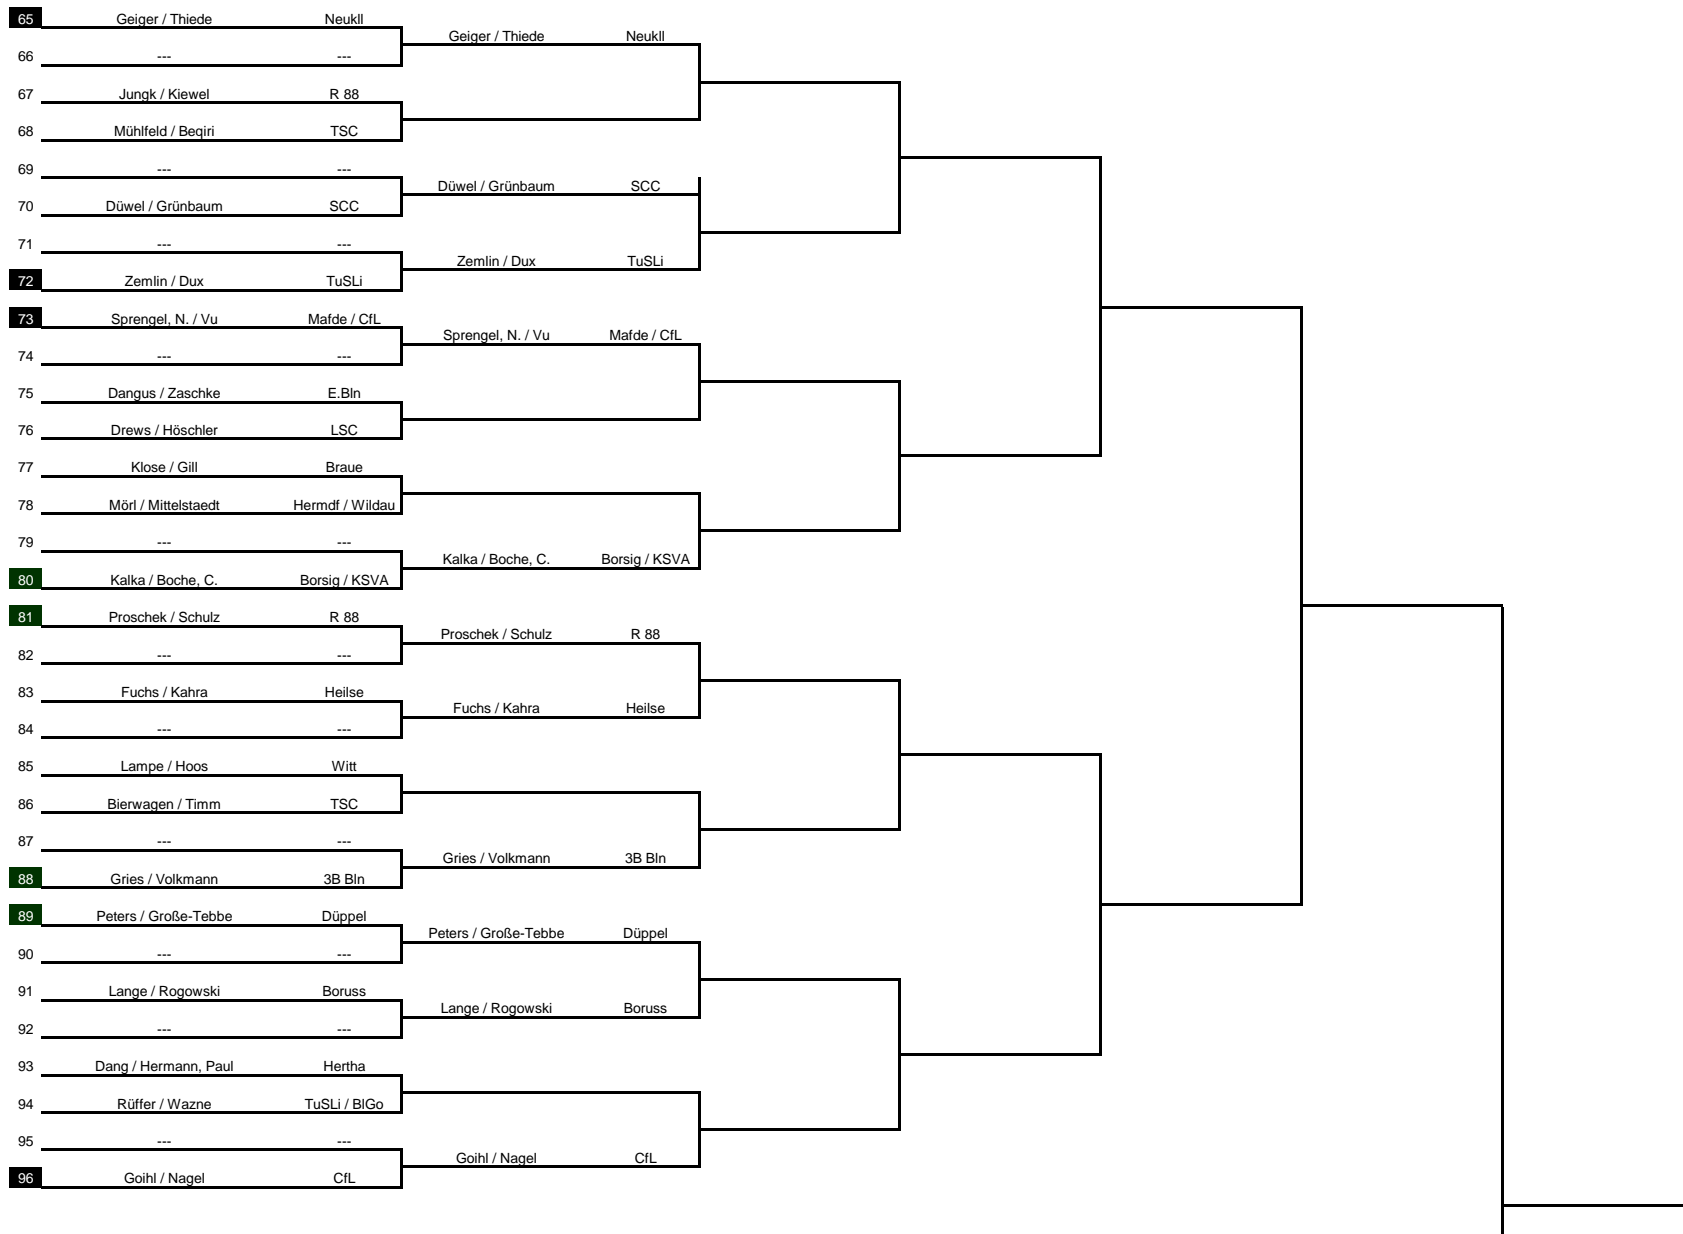 65 Geiger / Thiede Neukll
Geiger / Thiede Neukll
66 --- ---
67 Jungk / Kiewel R 88
68 Mühlfeld / Beqiri TSC
69 --- ---
Düwel / Grünbaum SCC
70 Düwel / Grünbaum SCC
71 --- ---
Zemlin / Dux TuSLi
72 Zemlin / Dux TuSLi
73 Sprengel, N. / Vu Mafde / CfL
Sprengel, N. / Vu Mafde / CfL
74 --- ---
75 Dangus / Zaschke E.Bln
76 Drews / Höschler LSC
77 Klose / Gill Braue
78 Mörl / Mittelstaedt Hermdf / Wildau
79 --- ---
Kalka / Boche, C. Borsig / KSVA
80 Kalka / Boche, C. Borsig / KSVA
81 Proschek / Schulz R 88
Proschek / Schulz R 88
82 --- ---
83 Fuchs / Kahra Heilse
Fuchs / Kahra Heilse
84 --- ---
85 Lampe / Hoos Witt
86 Bierwagen / Timm TSC
87 --- ---
Gries / Volkmann 3B Bln
88 Gries / Volkmann 3B Bln
89 Peters / Große-Tebbe Düppel
Peters / Große-Tebbe Düppel
90 --- ---
91 Lange / Rogowski Boruss
Lange / Rogowski Boruss
92 --- ---
93 Dang / Hermann, Paul Hertha
94 Rüffer / Wazne TuSLi / BlGo
95 --- ---
Goihl / Nagel CfL
96 Goihl / Nagel CfL